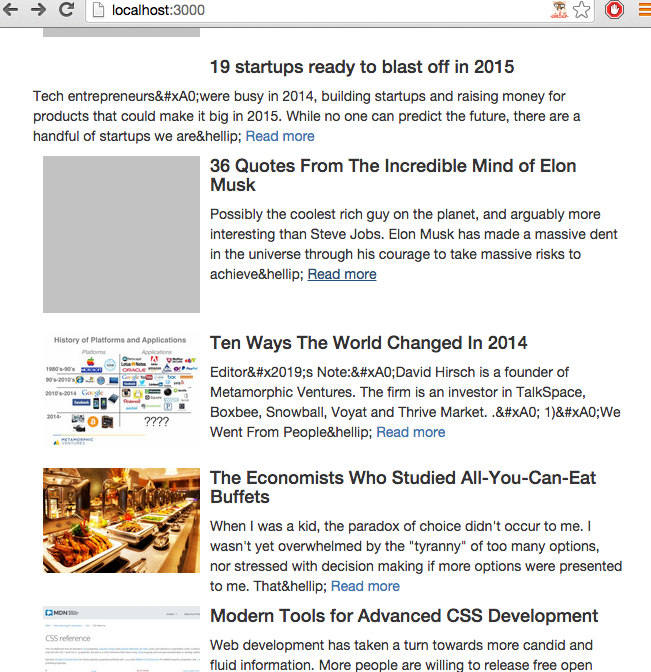 localhost:3000
19 startups ready to blast off in 2015
Tech entrepreneurs&#xA0;were busy in 2014, building startups and raising money for
products that could make it big in 2015. While no one can predict the future, there are a
handful of startups we are&hellip; Read more
36 Quotes From The Incredible Mind of Elon
Musk
Possibly the coolest rich guy on the planet, and arguably more
interesting than Steve Jobs. Elon Musk has made a massive dent
in the universe through his courage to take massive risks to
achieve&hellip; Read more
History of Platforms and Applications
Platforms Applications
1980's-90's
ORACLE
90's-2010's
2010's-2014
2014-
????
METAMORPHIC
VENTURES
Ten Ways The World Changed In 2014
Editor&#x2019;s Note:&#xA0;David Hirsch is a founder of
Metamorphic Ventures. The firm is an investor in TalkSpace,
Boxbee, Snowball, Voyat and Thrive Market. .&#xA0; 1)&#xA0;We
Went From People&hellip; Read more
The Economists Who Studied All-You-Can-Eat
Buffets
When I was a kid, the paradox of choice didn't occur to me. I
wasn't yet overwhelmed by the "tyranny" of too many options,
nor stressed with decision making if more options were presented
to me. That&hellip; Read more
MDN
CSS reference
Modern Tools for Advanced CSS Development
Web development has taken a turn towards more candid and
fluid information. More people are willing to release free open